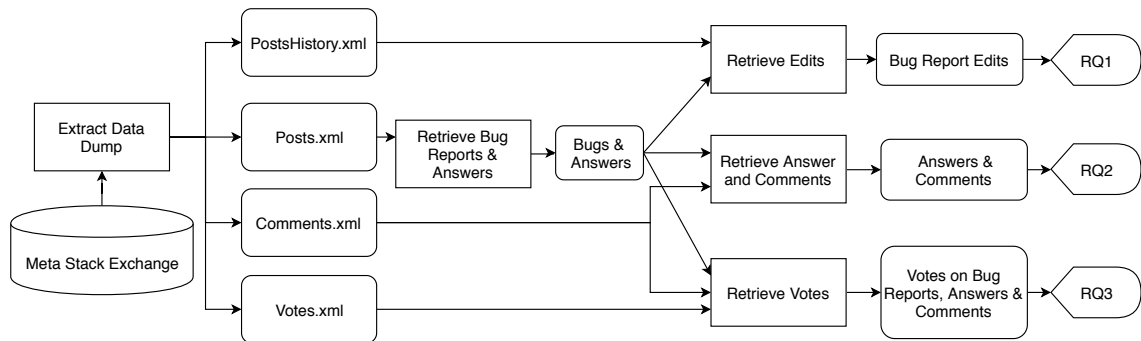 PostsHistory.xml
Retrieve Edits
Bug Report Edits
RQ1
Extract Data
Dump
Posts.xml
Retrieve Bug
Reports &
Answers
Bugs &
Answers
Retrieve Answer
and Comments
Answers &
Comments
RQ2
Meta Stack Exchange
Comments.xml
Votes.xml
Retrieve Votes
Votes on Bug
Reports, Answers &
Comments
RQ3